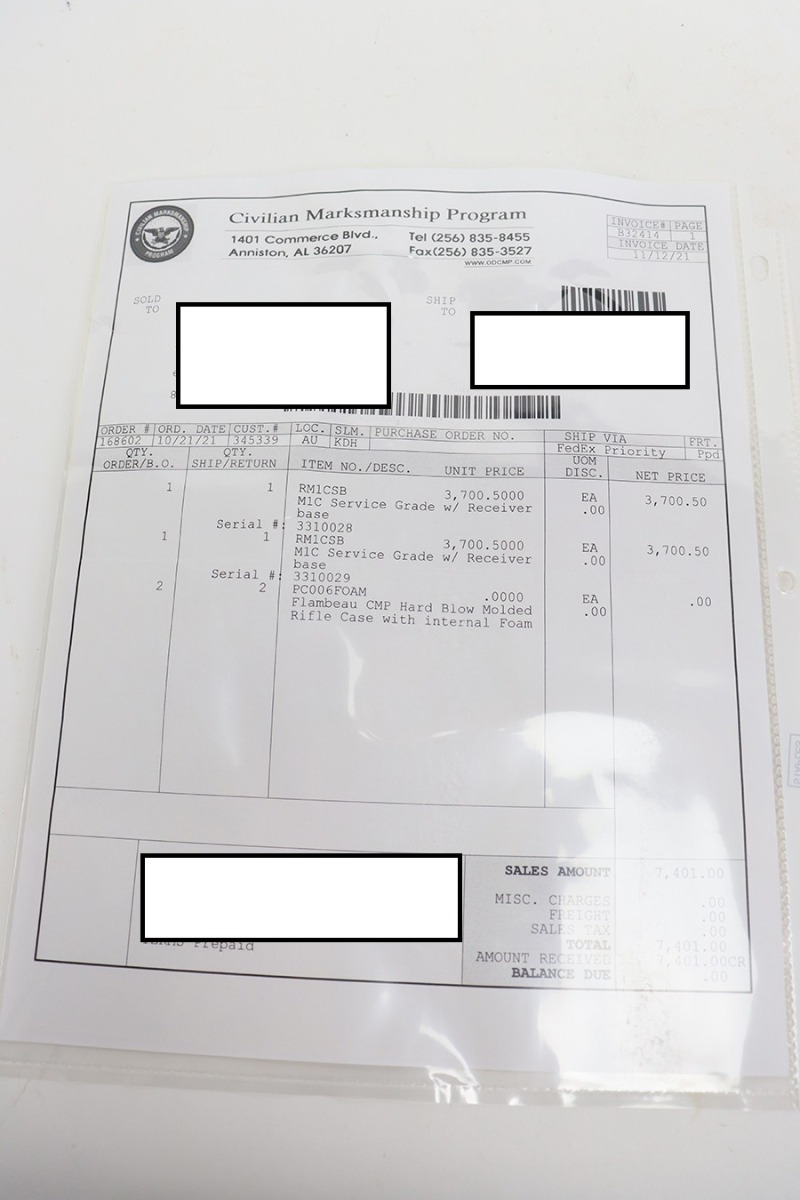 CIVILIAN MARKSMANSHIP
PROGRAM
Civilian Marksmanship Program
1401 Commerce Blvd., Tel (256) 835-8455
Anniston, AL 36207 Fax(256) 835-3527
WWW.ODCMP.COM
INVOICE# PAGE
B32414 1
INVOICE DATE
11/12/21
SOLD TO
SHIP TO
ORDER # ORD. DATE CUST.# LOC. SLM. PURCHASE ORDER NO. SHIP VIA FRT.
168602 10/21/21 345339 AU KDH FedEx Priority Ppd
QTY. ORDER/B.O. QTY. SHIP/RETURN ITEM NO./DESC. UNIT PRICE UOM DISC. NET PRICE
1 1 RM1CSB 3,700.5000 EA 3,700.50
M1C Service Grade w/ Receiver .00
base
Serial #: 3310028
1 1 RM1CSB 3,700.5000 EA 3,700.50
M1C Service Grade w/ Receiver .00
base
Serial #: 3310029
2 2 PC006FOAM .0000 EA .00
Flambeau CMP Hard Blow Molded .00
Rifle Case with internal Foam
SALES AMOUNT 7,401.00
MISC. CHARGES .00
FREIGHT .00
SALES TAX .00
TOTAL 7,401.00
AMOUNT RECEIVED 7,401.00CR
BALANCE DUE .00
Prepaid